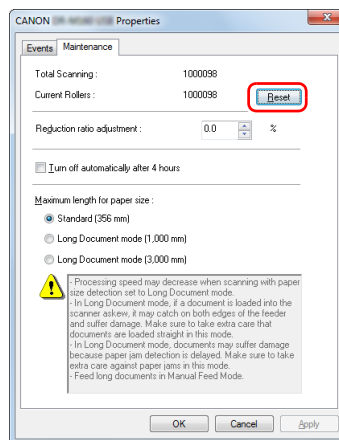 CANON Properties
Events Maintenance
Total Scanning : 1000098
Current Rollers : 1000098 Reset
Reduction ratio adjustment : 0.0 %
Turn off automatically after 4 hours
Maximum length for paper size :
Standard (356 mm)
Long Document mode (1,000 mm)
Long Document mode (3,000 mm)
- Processing speed may decrease when scanning with paper
size detection set to Long Document mode.
- In Long Document mode, if a document is loaded into the
scanner askew, it may catch on both edges of the feeder
and suffer damage. Make sure to take extra care that
documents are loaded straight in this mode.
- In Long Document mode, documents may suffer damage
because paper jam detection is delayed. Make sure to take
extra care against paper jams in this mode.
- Feed long documents in Manual Feed Mode.
OK Cancel Apply